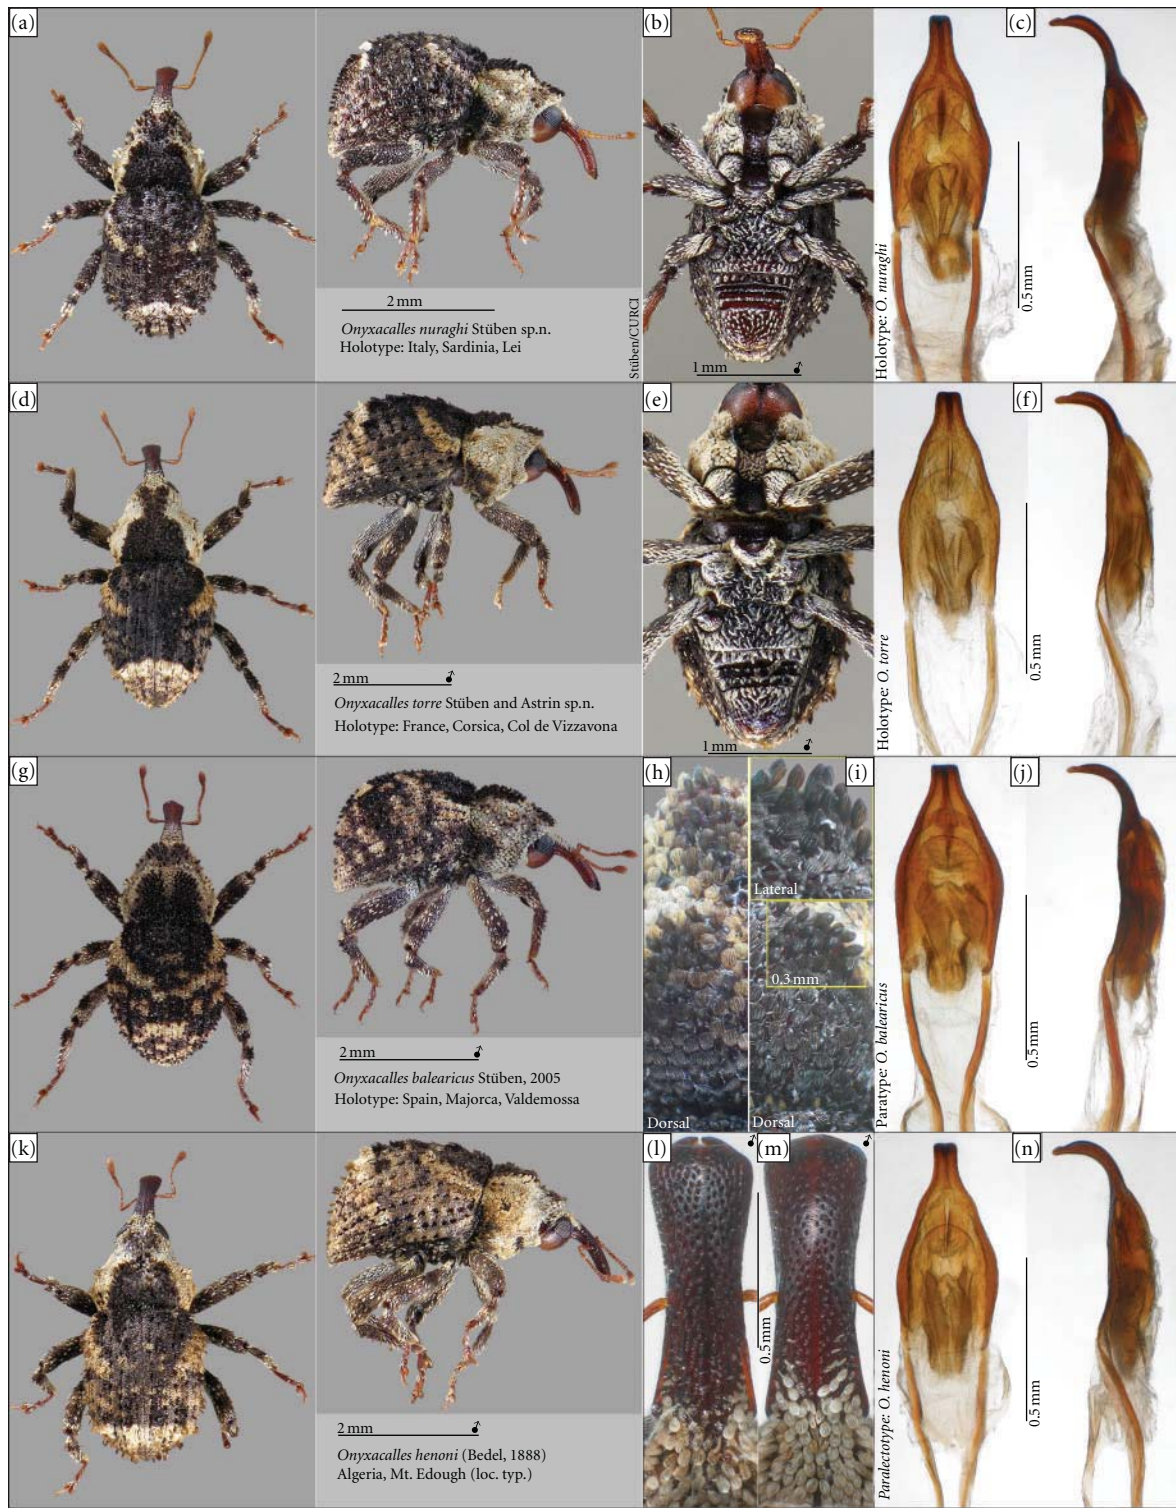 (a)
2 mm
Onyxacalles nuraghi Stüben sp.n.
Holotype: Italy, Sardinia, Lei
Stüben/CURCI
(b)
1 mm ♂
(c)
0.5 mm
Holotype: O. nuraghi
(d)
2 mm ♂
Onyxacalles torre Stüben and Astrin sp.n.
Holotype: France, Corsica, Col de Vizzavona
(e)
1 mm ♂
(f)
0.5 mm
Holotype: O. torre
(g)
2 mm ♂
Onyxacalles balearicus Stüben, 2005
Holotype: Spain, Majorca, Valdemossa
(h)
Dorsal
(i)
Lateral
0.3 mm
Dorsal
(j)
0.5 mm
Paratype: O. balearicus
(k)
2 mm ♂
Onyxacalles henoni (Bedel, 1888)
Algeria, Mt. Edough (loc. typ.)
(l) ♂
(m) ♂
0.5 mm
(n)
0.5 mm
Paralectotype: O. henoni